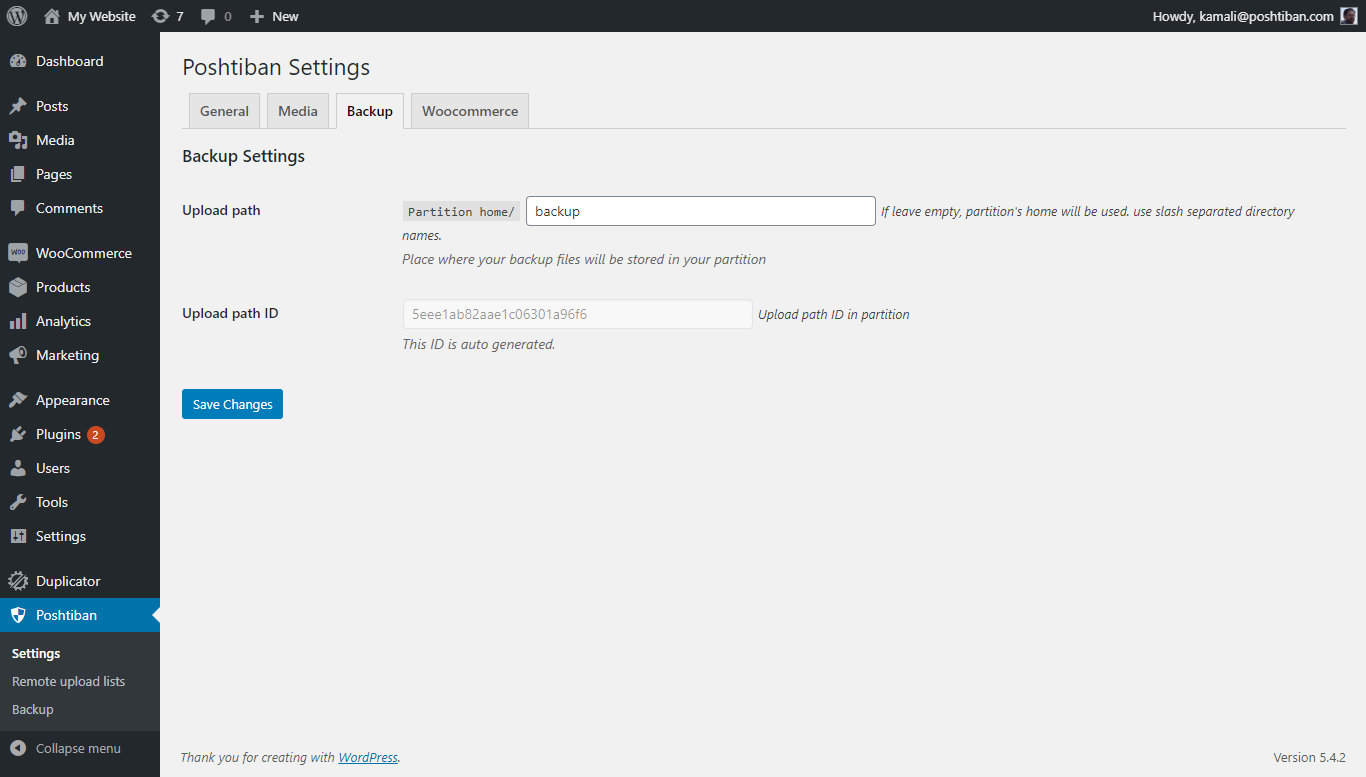 My Website 7 0 New Howdy, kamali@poshtiban.com
Dashboard
Posts
Media
Pages
Comments
WOO WooCommerce
Products
Analytics
Marketing
Appearance
Plugins 2
Users
Tools
Settings
Duplicator
Poshtiban
Settings
Remote upload lists
Backup
Collapse menu
Poshtiban Settings
General Media Backup Woocommerce
Backup Settings
Upload path Partition home/ backup If leave empty, partition's home will be used. use slash separated directory
names.
Place where your backup files will be stored in your partition
Upload path ID 5eee1ab82aae1c06301a96f6 Upload path ID in partition
This ID is auto generated.
Save Changes
Thank you for creating with WordPress. Version 5.4.2